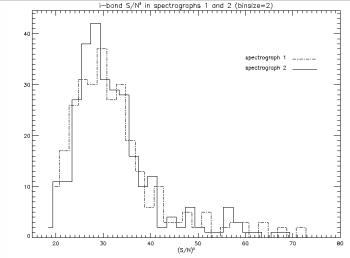 i-band S/N² in spectrographs 1 and 2 (binsize=2)
40
spectrograph 1
spectrograph 2
30
20
10
0
20 30 40 50 60 70 80
(S/N)²